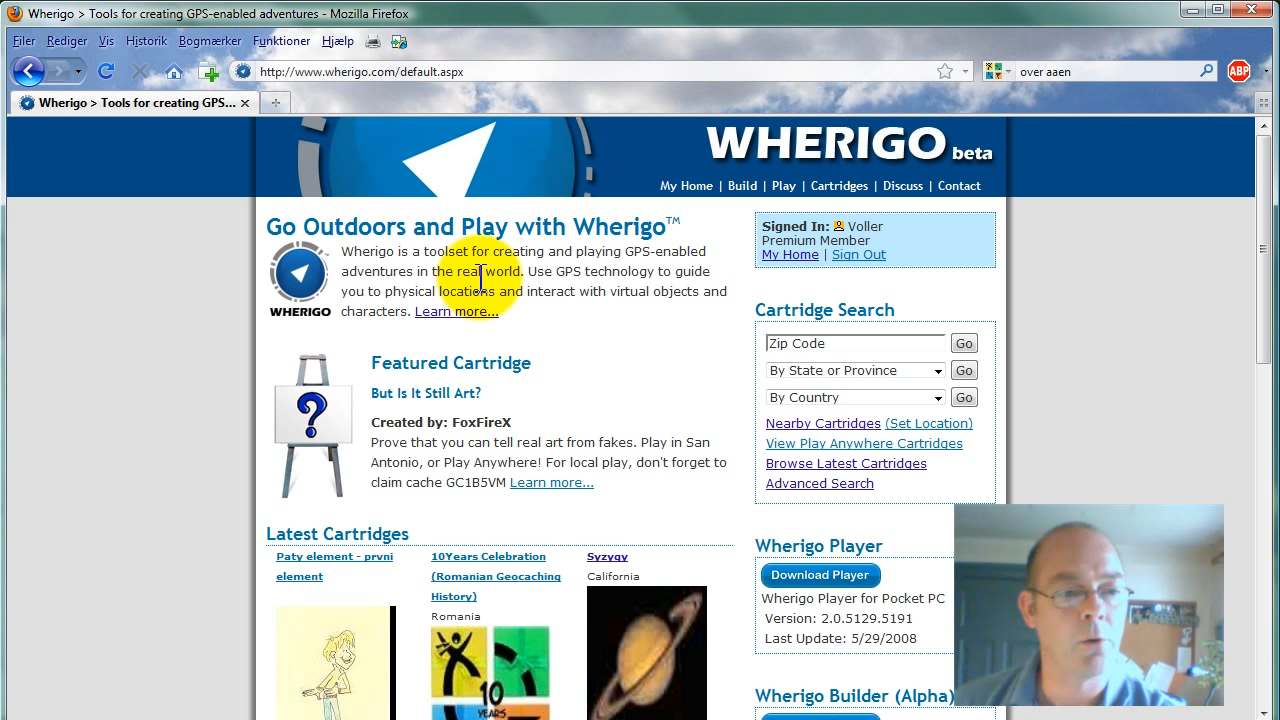 Wherigo > Tools for creating GPS-enabled adventures - Mozilla Firefox
Filer Rediger Vis Historik Bogmærker Funktioner Hjælp
http://www.wherigo.com/default.aspx
over aaen
ABP
Wherigo > Tools for creating GPS...
WHERIGO beta
My Home | Build | Play | Cartridges | Discuss | Contact
Go Outdoors and Play with Wherigo™
Wherigo is a toolset for creating and playing GPS-enabled
adventures in the real world. Use GPS technology to guide
you to physical locations and interact with virtual objects and
characters. Learn more...
WHERIGO
Featured Cartridge
But Is It Still Art?
Created by: FoxFireX
Prove that you can tell real art from fakes. Play in San
Antonio, or Play Anywhere! For local play, don't forget to
claim cache GC1B5VM Learn more...
?
Latest Cartridges
Paty element - prvni
element
10Years Celebration
(Romanian Geocaching
History)
Romania
10
YEARS
Syzygy
California
Signed In: Voller
Premium Member
My Home | Sign Out
Cartridge Search
Zip Code Go
By State or Province Go
By Country Go
Nearby Cartridges (Set Location)
View Play Anywhere Cartridges
Browse Latest Cartridges
Advanced Search
Wherigo Player
Download Player
Wherigo Player for Pocket PC
Version: 2.0.5129.5191
Last Update: 5/29/2008
Wherigo Builder (Alpha)